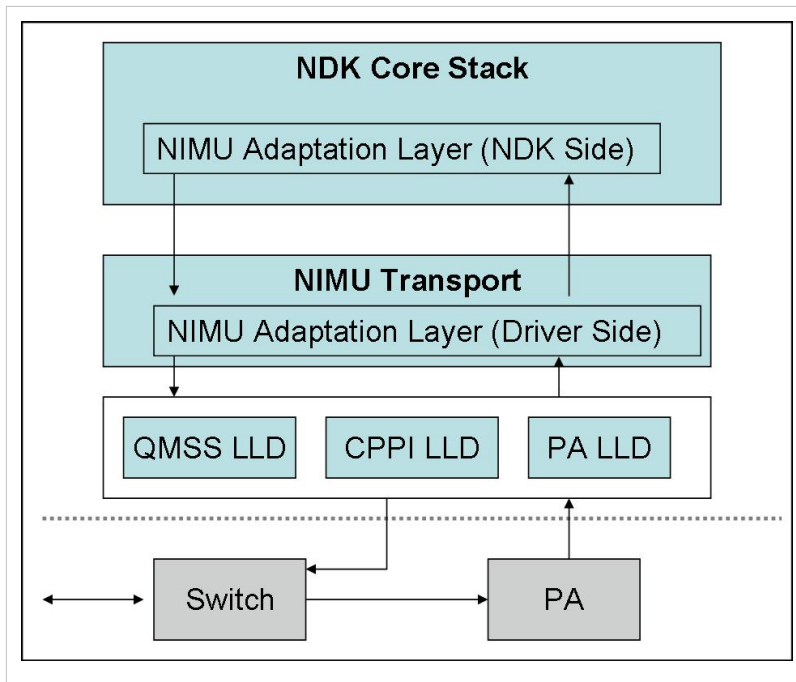 NDK Core Stack
NIMU Adaptation Layer (NDK Side)
NIMU Transport
NIMU Adaptation Layer (Driver Side)
QMSS LLD
CPPI LLD
PA LLD
Switch
PA